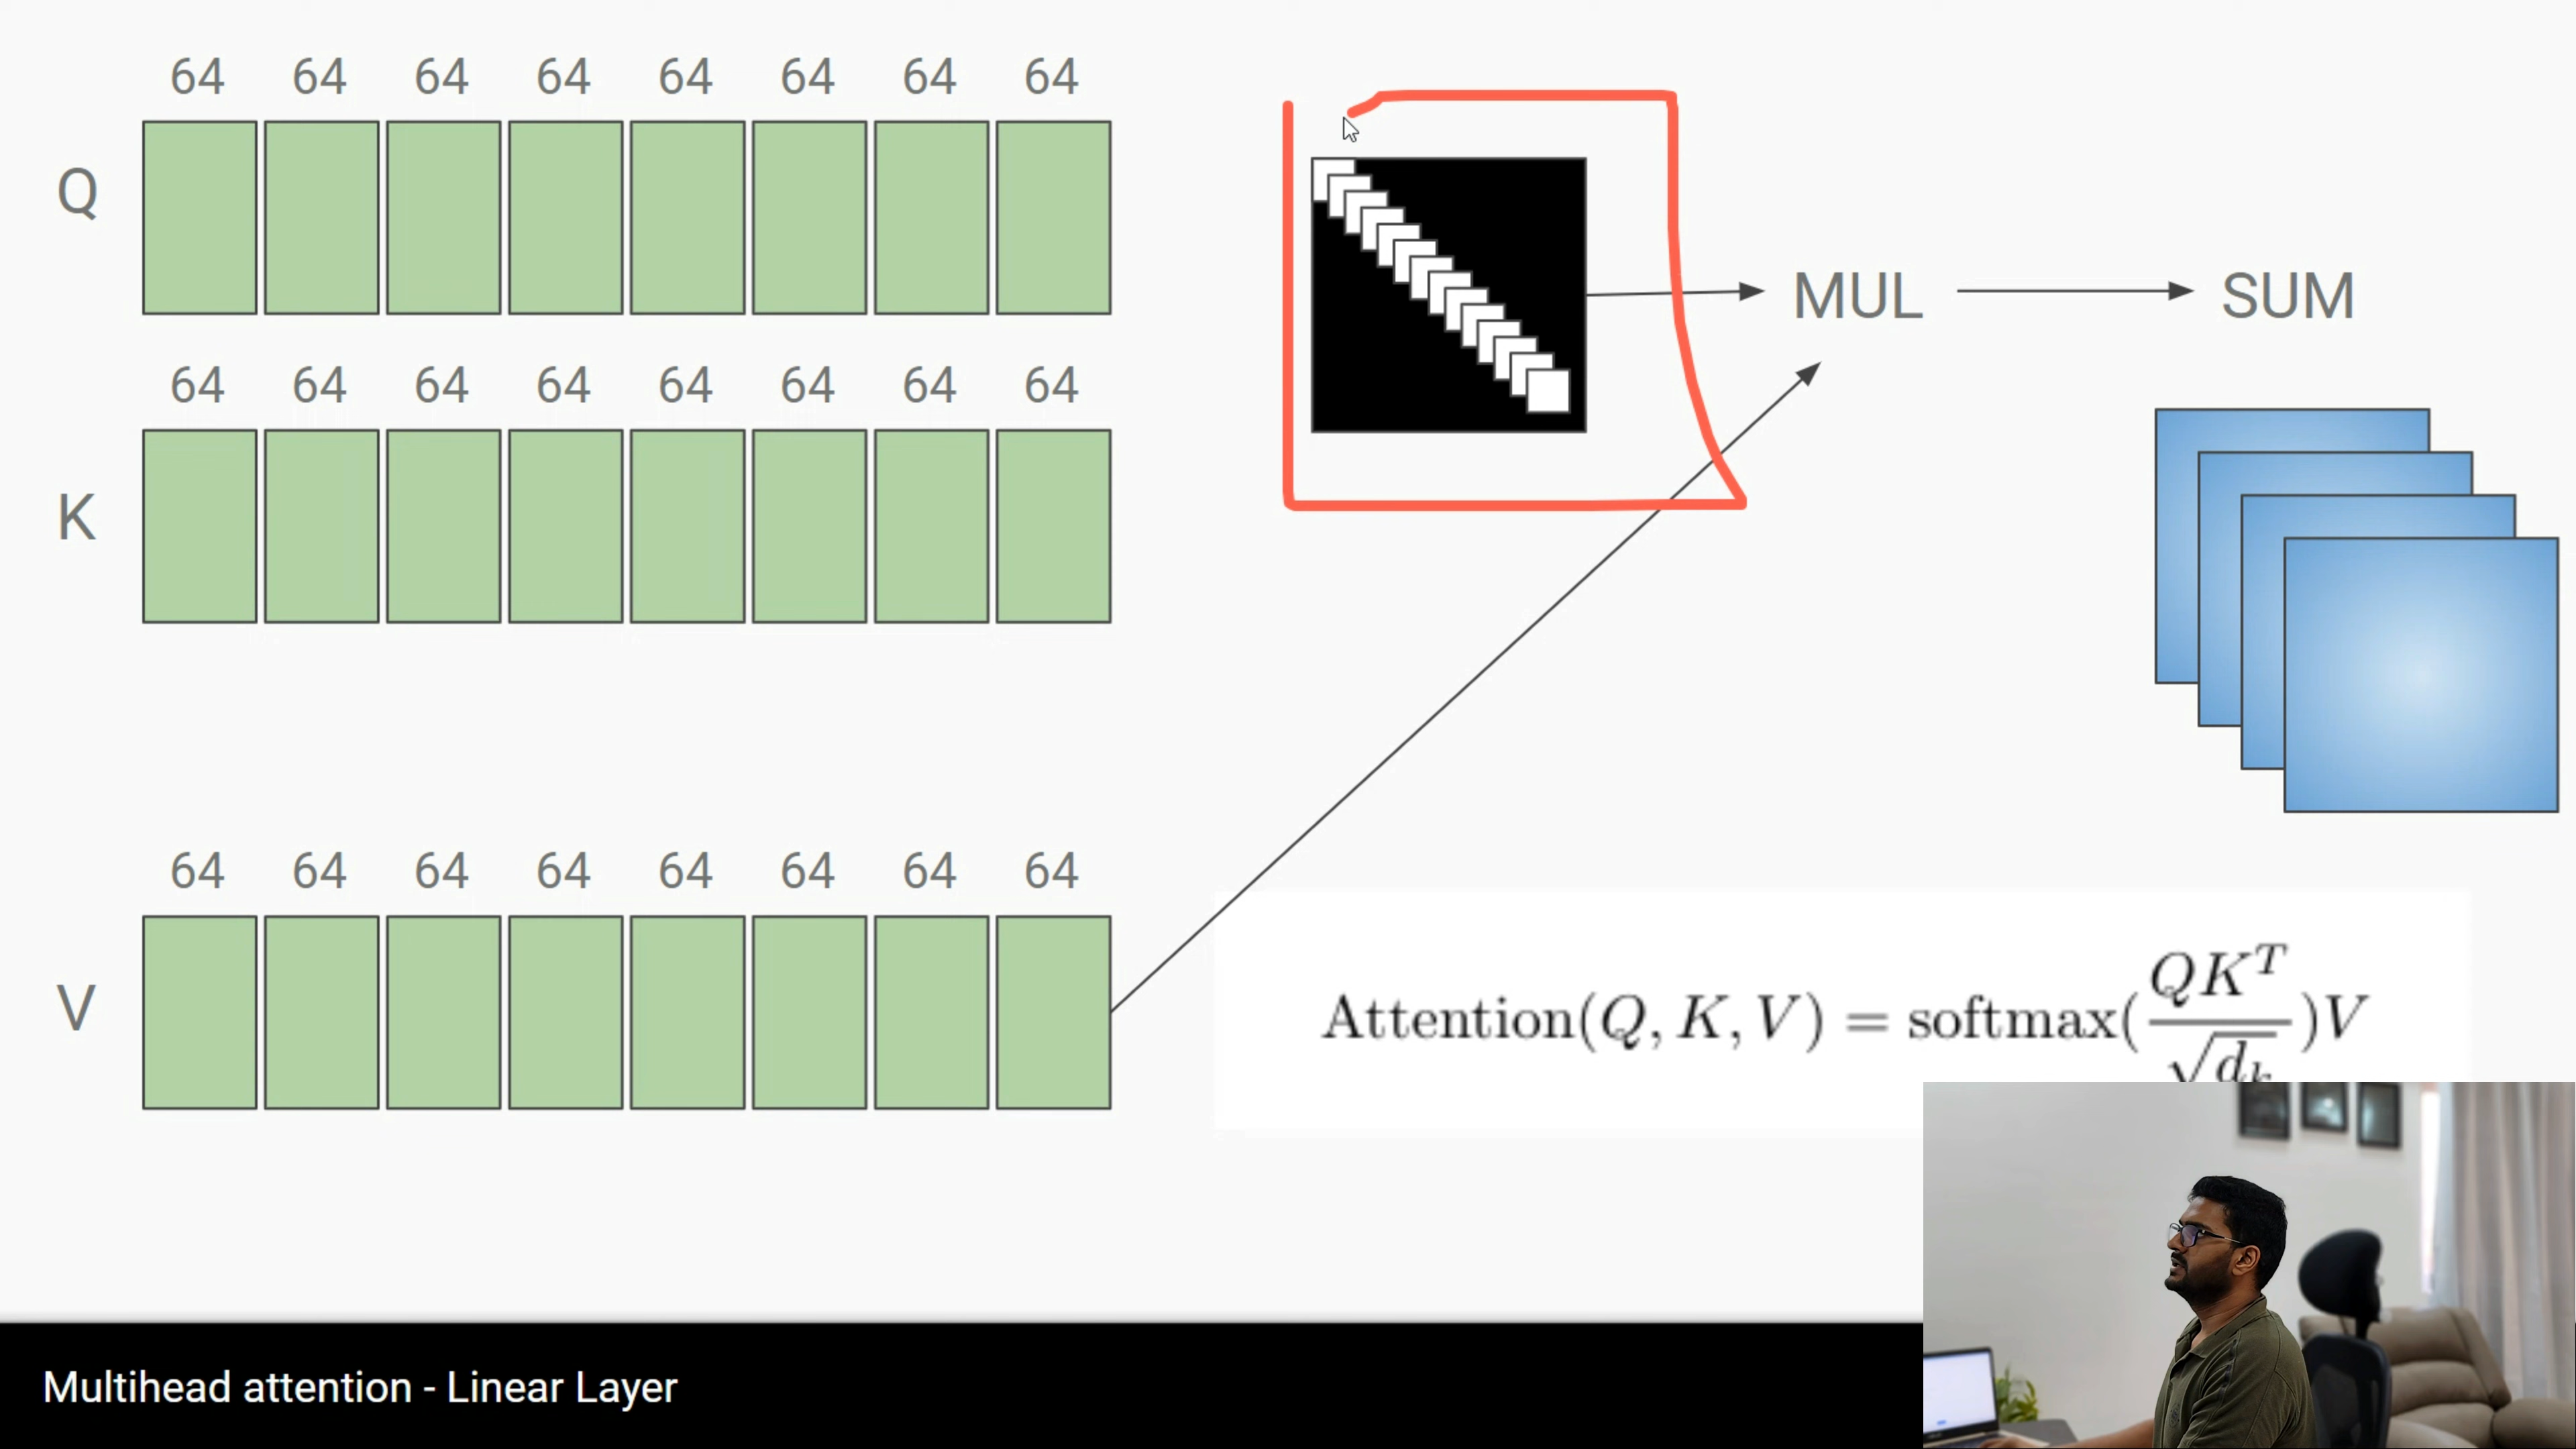 64 64 64 64 64 64 64 64
Q
64 64 64 64 64 64 64 64
K
MUL
SUM
64 64 64 64 64 64 64 64
V
Attention(Q, K, V) = softmax(QK^T / √d_k)V
Multihead attention - Linear Layer